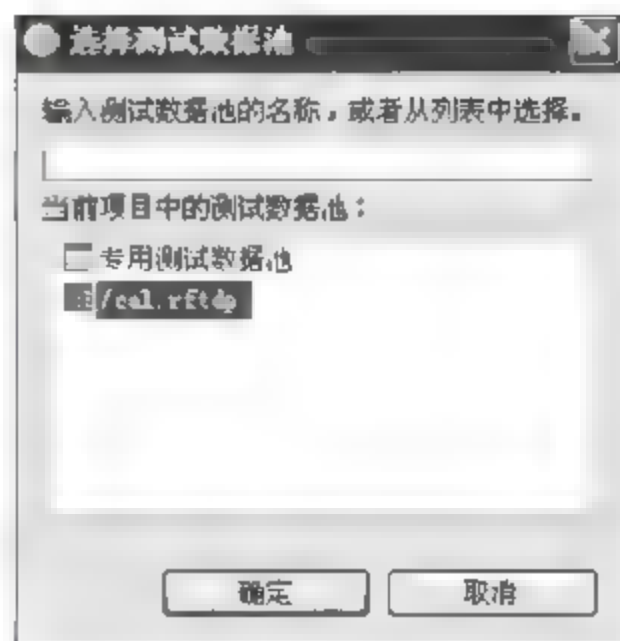 选择测试数据池
输入测试数据池的名称，或者从列表中选择。
当前项目中的测试数据池：
专用测试数据池
/cal.rftdp
确定
取消